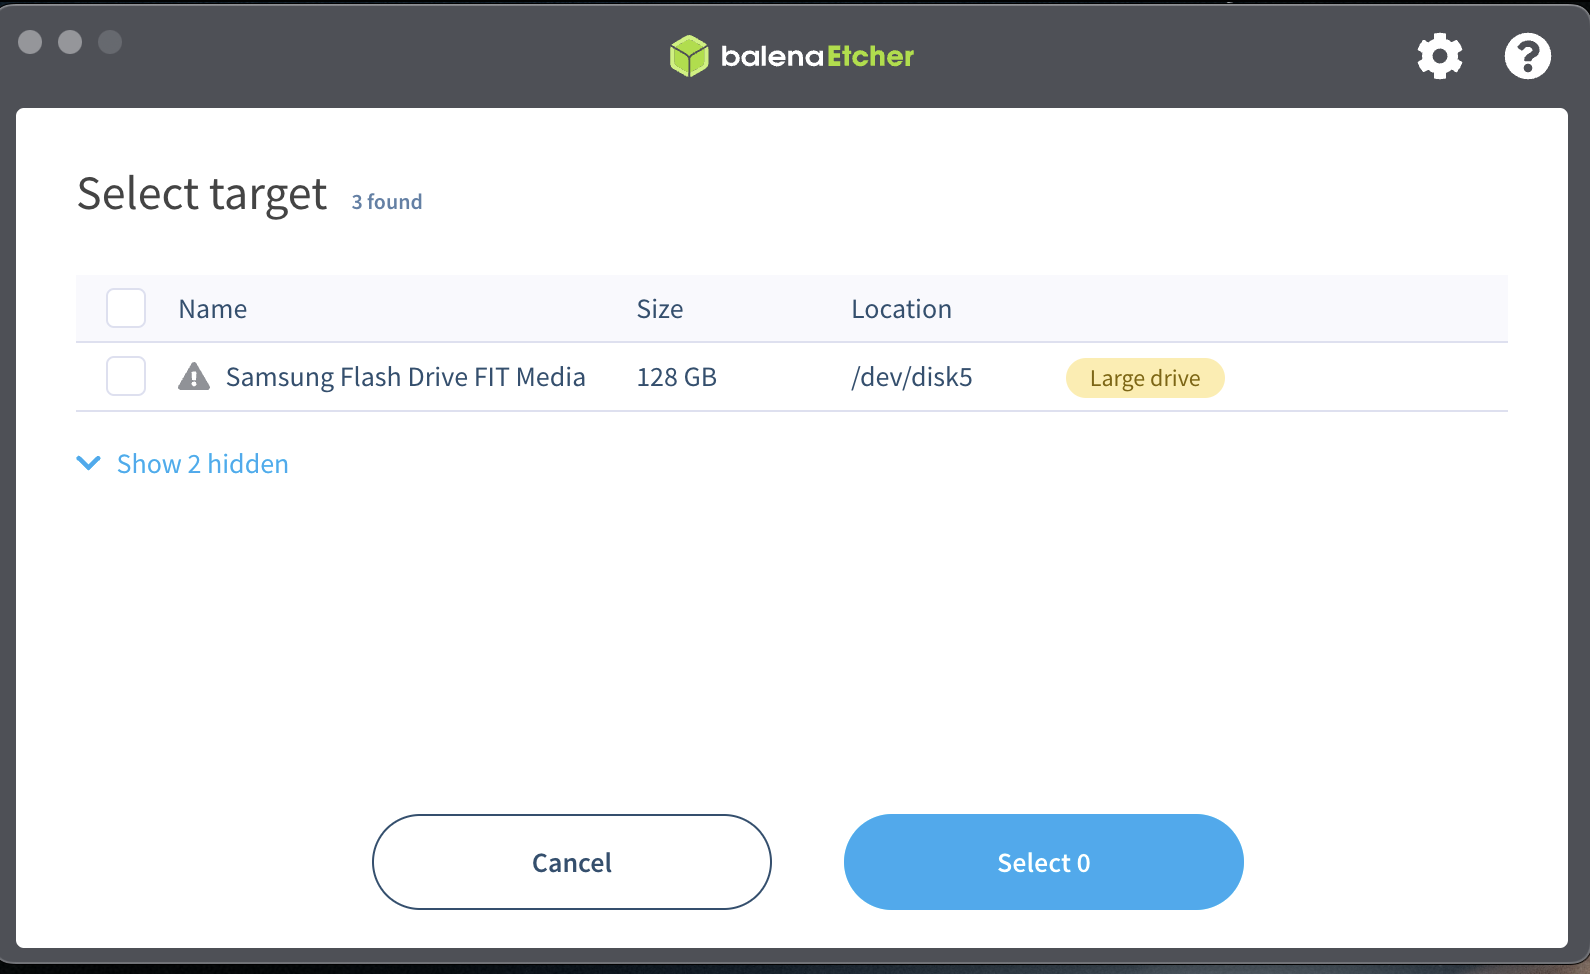 balenaEtcher
Select target 3 found
Name Size Location
Samsung Flash Drive FIT Media 128 GB /dev/disk5 Large drive
Show 2 hidden
Cancel Select 0